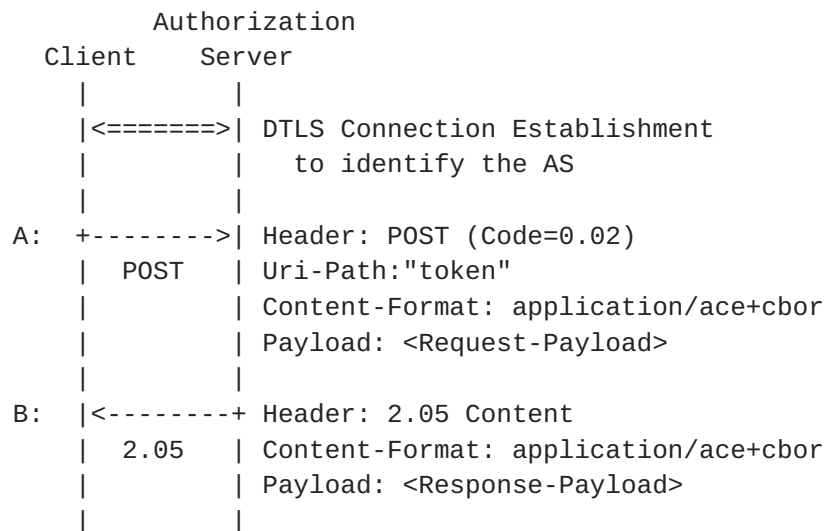 Authorization
  Client    Server
    |         |
    |<=======>| DTLS Connection Establishment
    |         |   to identify the AS
    |         |
A:  +-------->| Header: POST (Code=0.02)
    |  POST   | Uri-Path:"token"
    |         | Content-Format: application/ace+cbor
    |         | Payload: <Request-Payload>
    |         |
B:  |<--------+ Header: 2.05 Content
    |  2.05   | Content-Format: application/ace+cbor
    |         | Payload: <Response-Payload>
    |         |